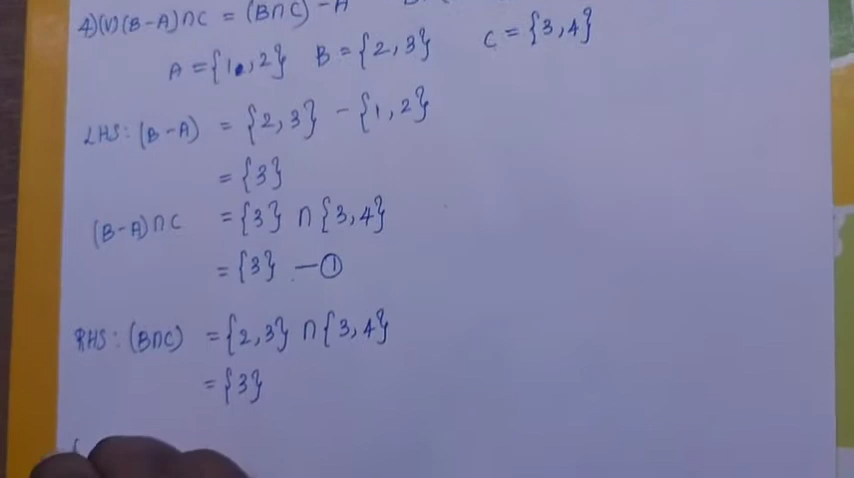 4)(v)(B-A)∩C = (B∩C) - A
A = {1, 2} B = {2, 3} C = {3, 4}
LHS: (B-A) = {2, 3} - {1, 2}
= {3}
(B-A)∩C = {3} ∩ {3, 4}
= {3} — ①
RHS: (B∩C) = {2, 3} ∩ {3, 4}
= {3}
(